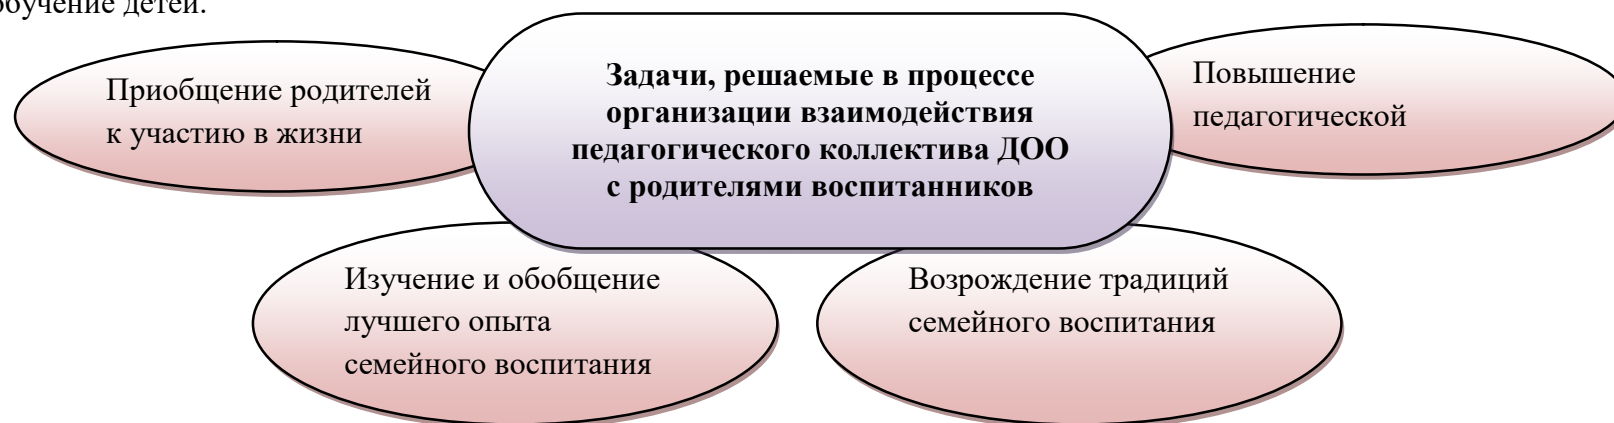 обучение детей.
Приобщение родителей
к участию в жизни
Задачи, решаемые в процессе
организации взаимодействия
педагогического коллектива ДОО
с родителями воспитанников
Повышение
педагогической
Изучение и обобщение
лучшего опыта
семейного воспитания
Возрождение традиций
семейного воспитания